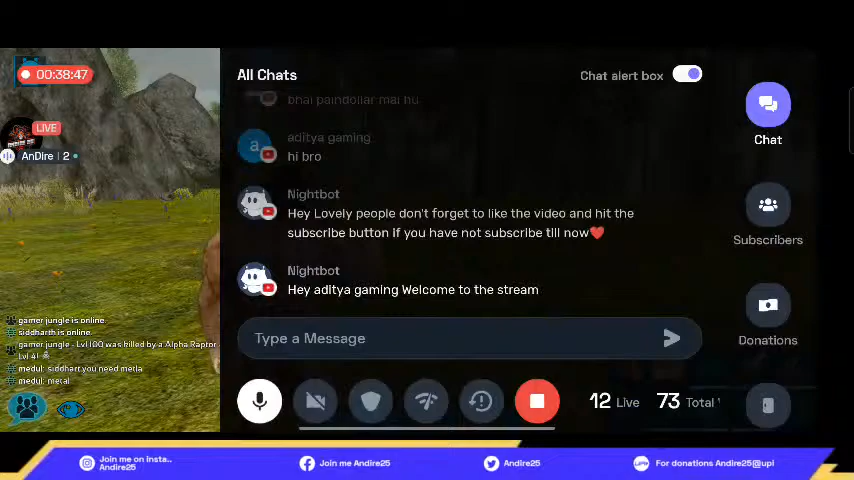 00:38:47
LIVE
AnDire | 2
gamer jungle is online.
siddharth is online.
gamer jungle - Lvl 100 was killed by a Alpha Raptor -
Lvl 4!
medul: siddhart you need metla
medul: metal
All Chats
Chat alert box
bhai paindollar mai hu
aditya gaming
hi bro
Nightbot
Hey Lovely people don't forget to like the video and hit the
subscribe button if you have not subscribe till now❤️
Nightbot
Hey aditya gaming Welcome to the stream
Type a Message
12 Live 73 Total
Chat
Subscribers
Donations
Join me on Insta..
Andire25
Join me Andire25
Andire25
UPI
For donations Andire25@upi